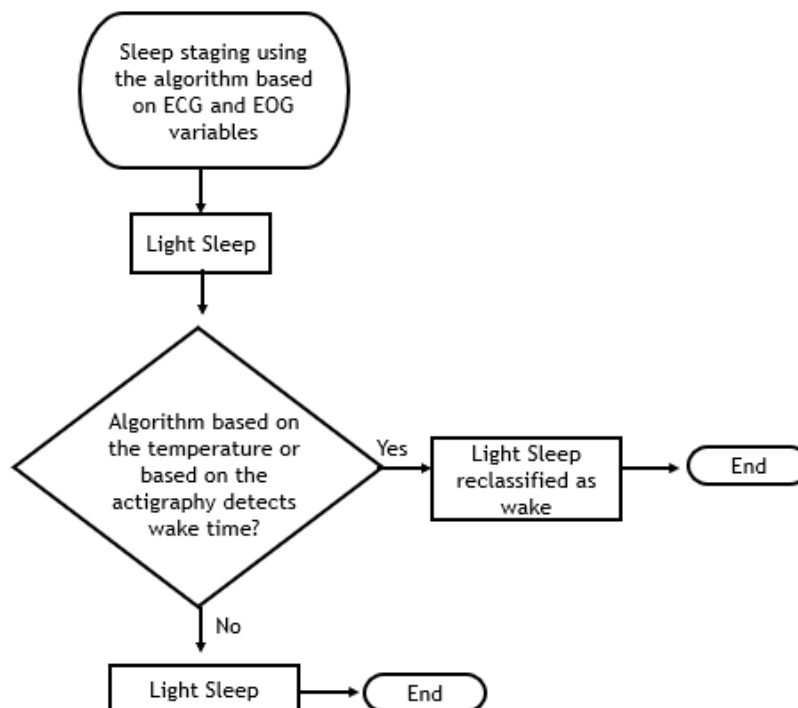 Sleep staging using
the algorithm based
on ECG and EOG
variables
Light Sleep
Algorithm based on
the temperature or
based on the
actigraphy detects
wake time?
Yes
Light Sleep
reclassified as
wake
End
No
Light Sleep
End